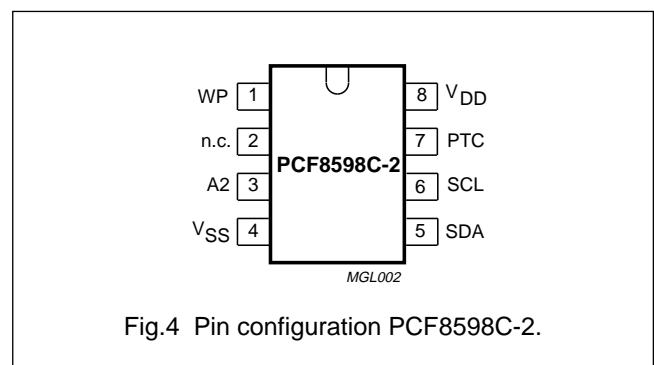 WP 1 8 VDD
n.c. 2 7 PTC
PCF8598C-2
A2 3 6 SCL
VSS 4 5 SDA
MGL002
Fig.4 Pin configuration PCF8598C-2.